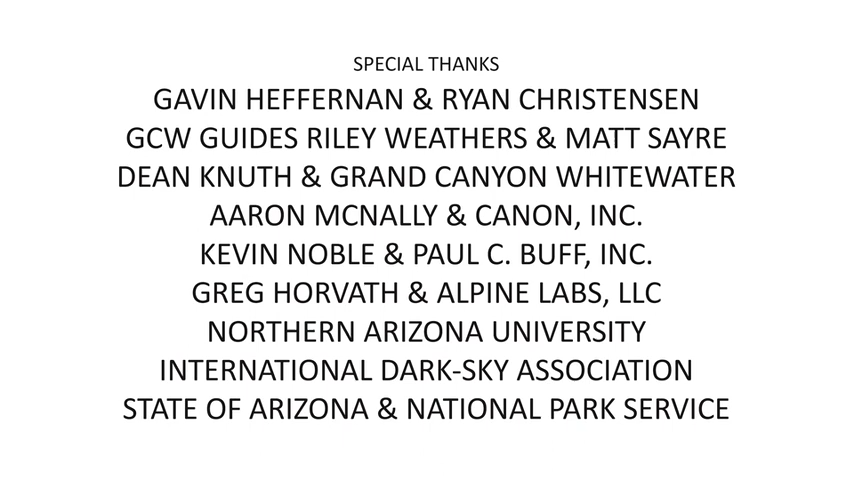 SPECIAL THANKS
GAVIN HEFFERNAN & RYAN CHRISTENSEN
GCW GUIDES RILEY WEATHERS & MATT SAYRE
DEAN KNUTH & GRAND CANYON WHITEWATER
AARON MCNALLY & CANON, INC.
KEVIN NOBLE & PAUL C. BUFF, INC.
GREG HORVATH & ALPINE LABS, LLC
NORTHERN ARIZONA UNIVERSITY
INTERNATIONAL DARK-SKY ASSOCIATION
STATE OF ARIZONA & NATIONAL PARK SERVICE